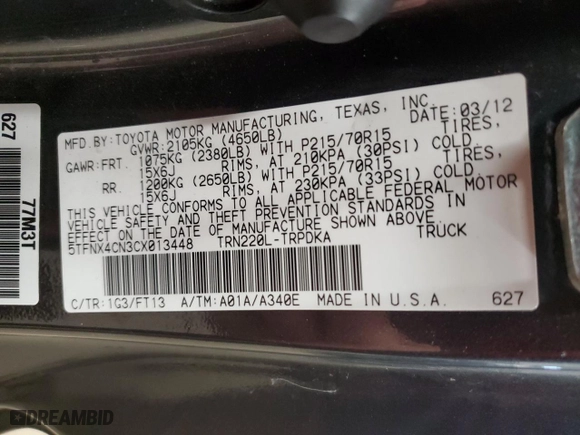 MFD.BY:TOYOTA MOTOR MANUFACTURING, TEXAS, INC.
GVWR:2105KG (4650LB) DATE: 03/12
GAWR:FRT. 1075KG (2380LB) WITH P215/70R15 TIRES,
15X6J RIMS, AT 210KPA (30PSI) COLD
RR. 1200KG (2650LB) WITH P215/70R15 TIRES,
15X6J RIMS, AT 230KPA (33PSI) COLD
THIS VEHICLE CONFORMS TO ALL APPLICABLE FEDERAL MOTOR
VEHICLE SAFETY AND THEFT PREVENTION STANDARDS IN
EFFECT ON THE DATE OF MANUFACTURE SHOWN ABOVE.
5TFNX4CN3CX013448 TRN220L-TRPDKA TRUCK
C/TR:1G3/FT13 A/TM:A01A/A340E MADE IN U.S.A. 627
627
77M3T
DREAMBID